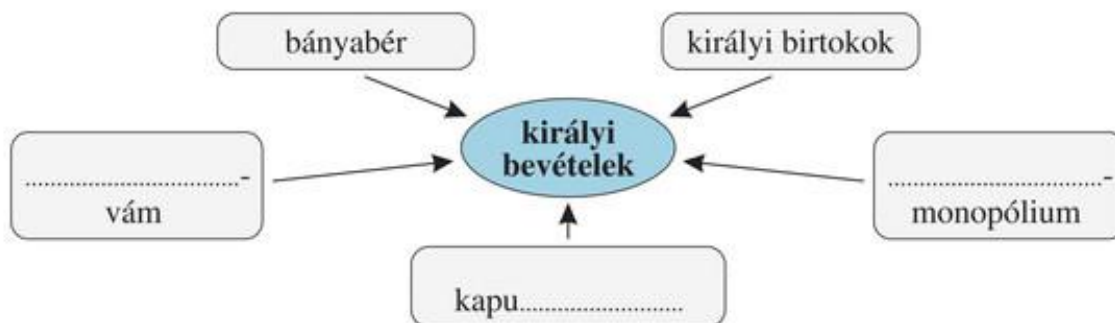 bányabér
királyi birtokok
királyi
bevételek
...............................-
vám
...............................-
monopólium
kapu........................